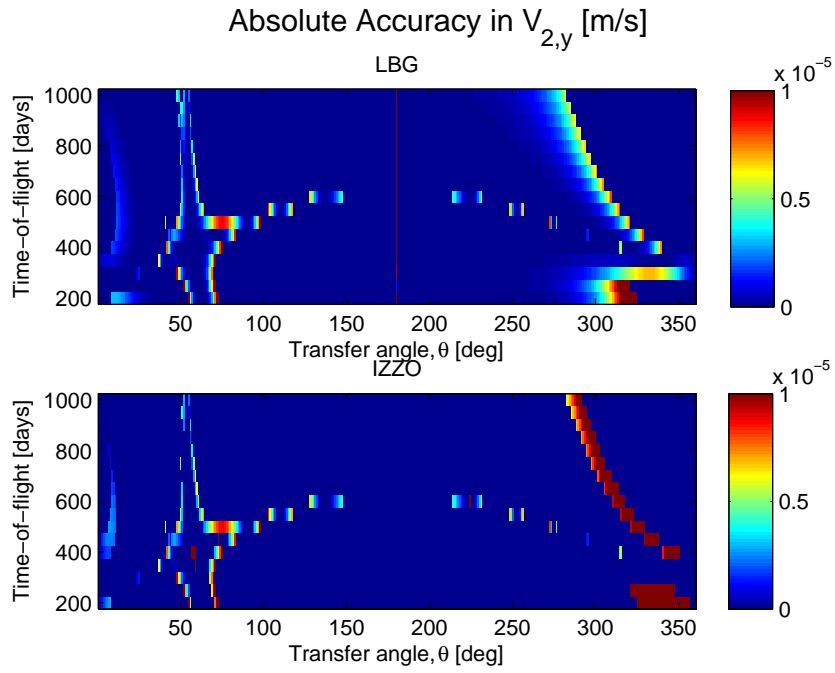 Absolute Accuracy in V2,y [m/s]
LBG
x 10−5
1000
800
600
400
200
Time−of−flight [days]
50 100 150 200 250 300 350
Transfer angle, θ [deg]
1
0.5
0
IZZO
x 10−5
1000
800
600
400
200
Time−of−flight [days]
50 100 150 200 250 300 350
Transfer angle, θ [deg]
1
0.5
0